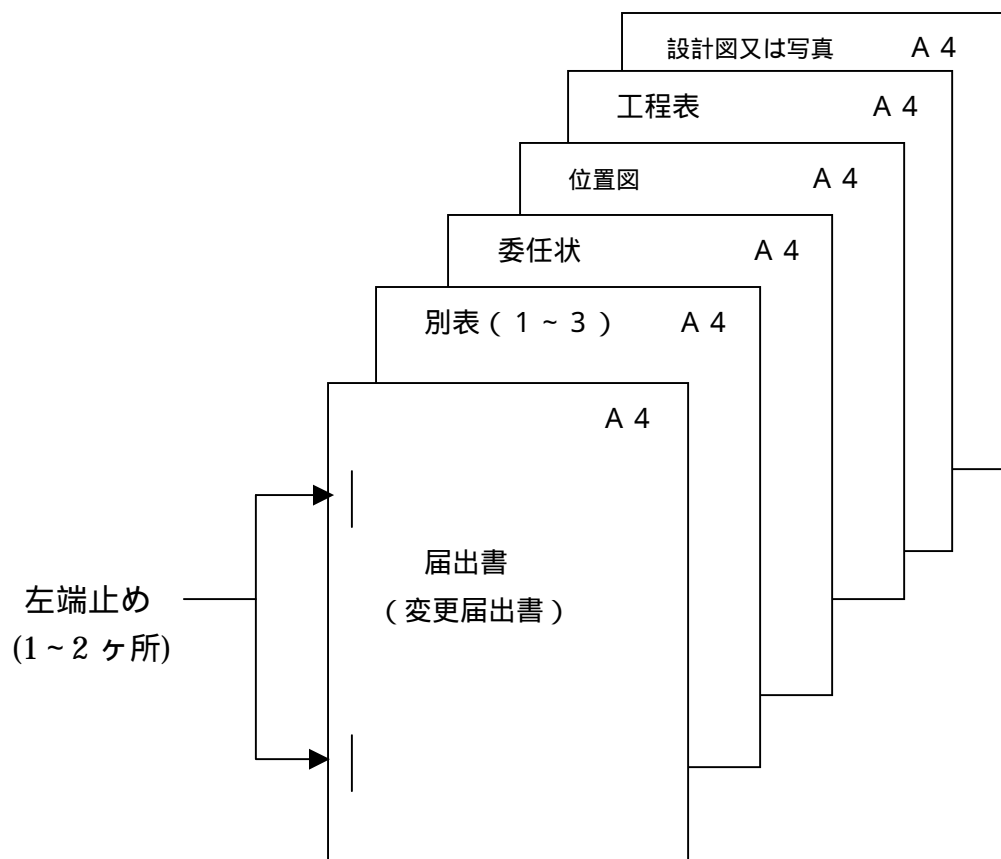 設計図又は写真 Ａ４
工程表 Ａ４
位置図 Ａ４
委任状 Ａ４
別表（１～３） Ａ４
Ａ４
届出書
（変更届出書）
左端止め
(1～2 ヶ所)